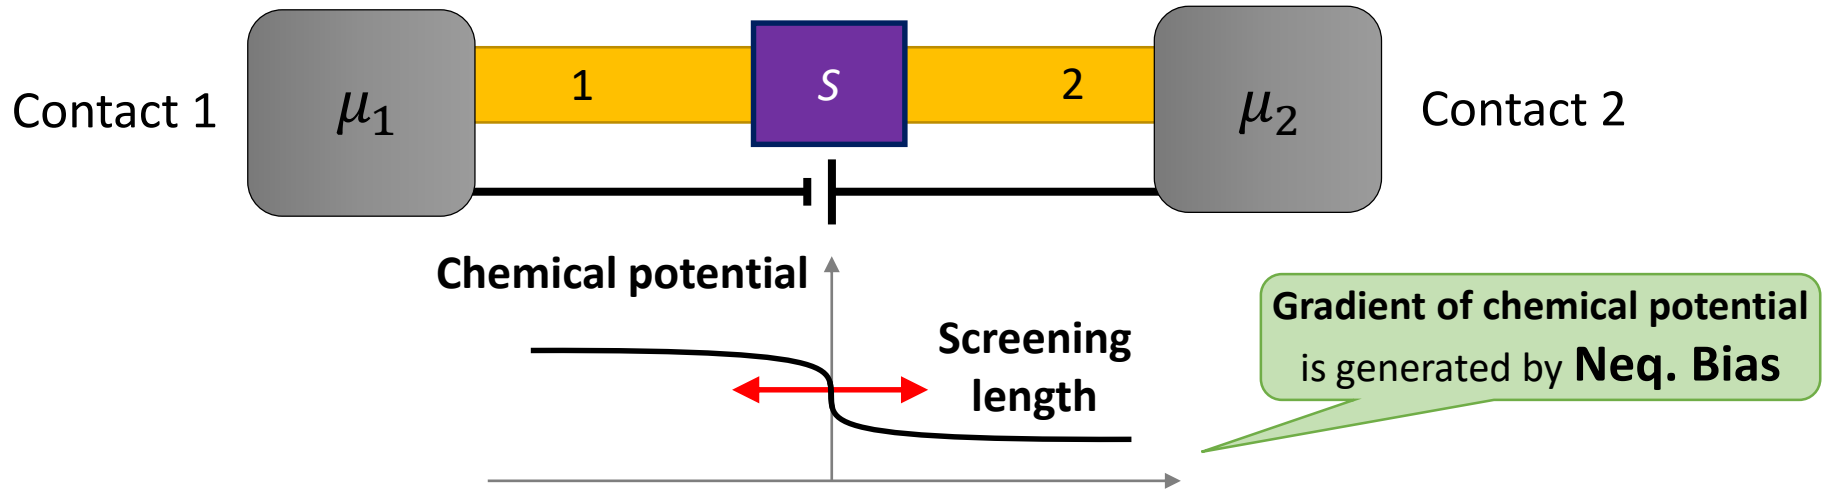 Contact 1
μ₁
1
S
2
μ₂
Contact 2
Chemical potential
Screening
length
Gradient of chemical potential
is generated by Neq. Bias